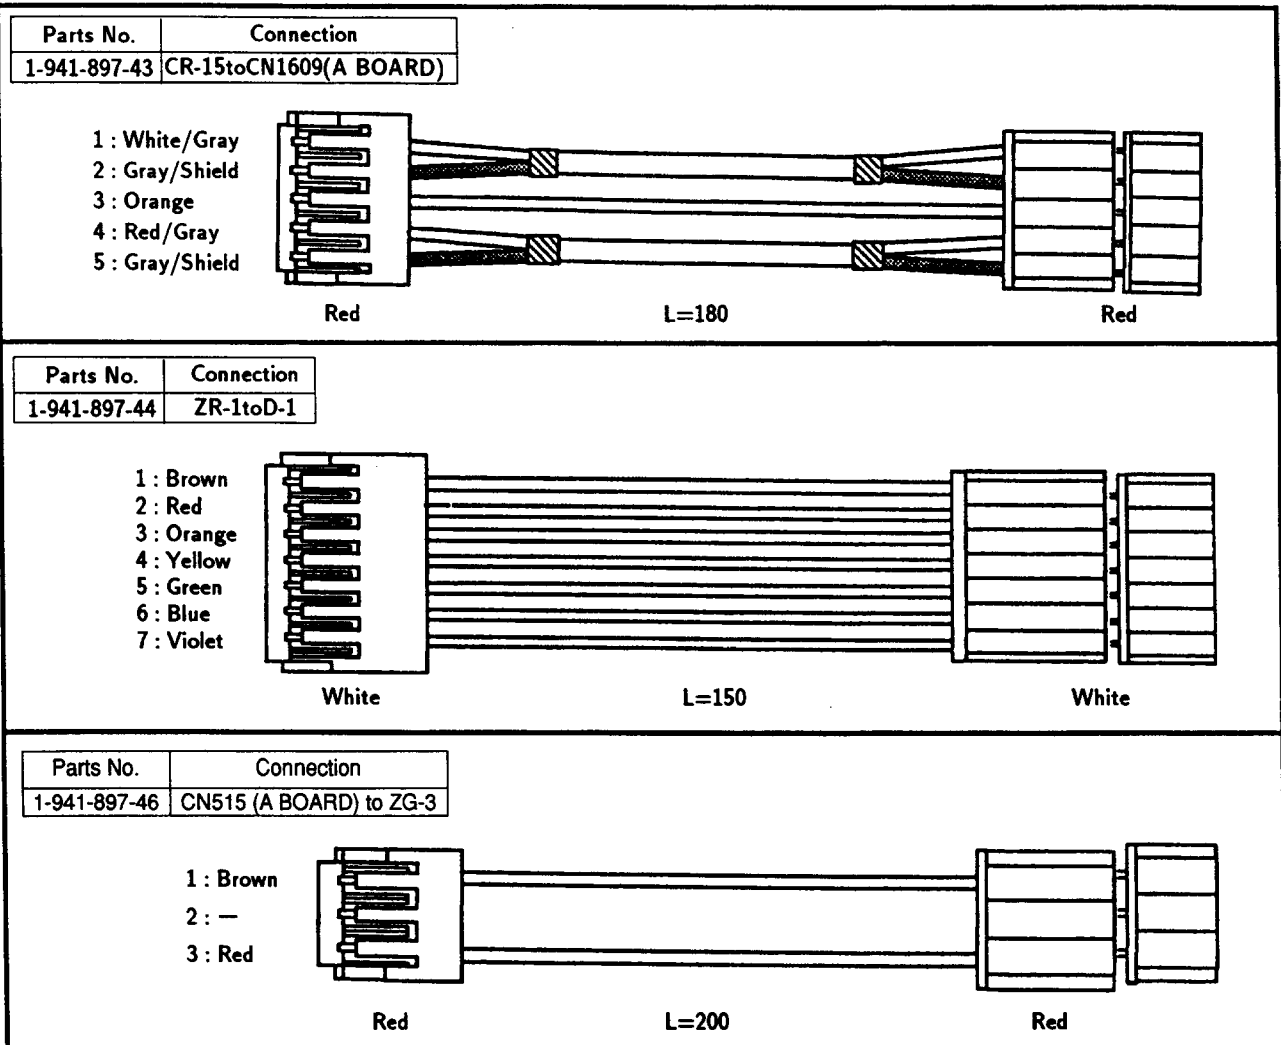 Parts No. Connection
1-941-897-43 CR-15toCN1609(A BOARD)
1 : White/Gray
2 : Gray/Shield
3 : Orange
4 : Red/Gray
5 : Gray/Shield
Red L=180 Red
Parts No. Connection
1-941-897-44 ZR-1toD-1
1 : Brown
2 : Red
3 : Orange
4 : Yellow
5 : Green
6 : Blue
7 : Violet
White L=150 White
Parts No. Connection
1-941-897-46 CN515 (A BOARD) to ZG-3
1 : Brown
2 : —
3 : Red
Red L=200 Red